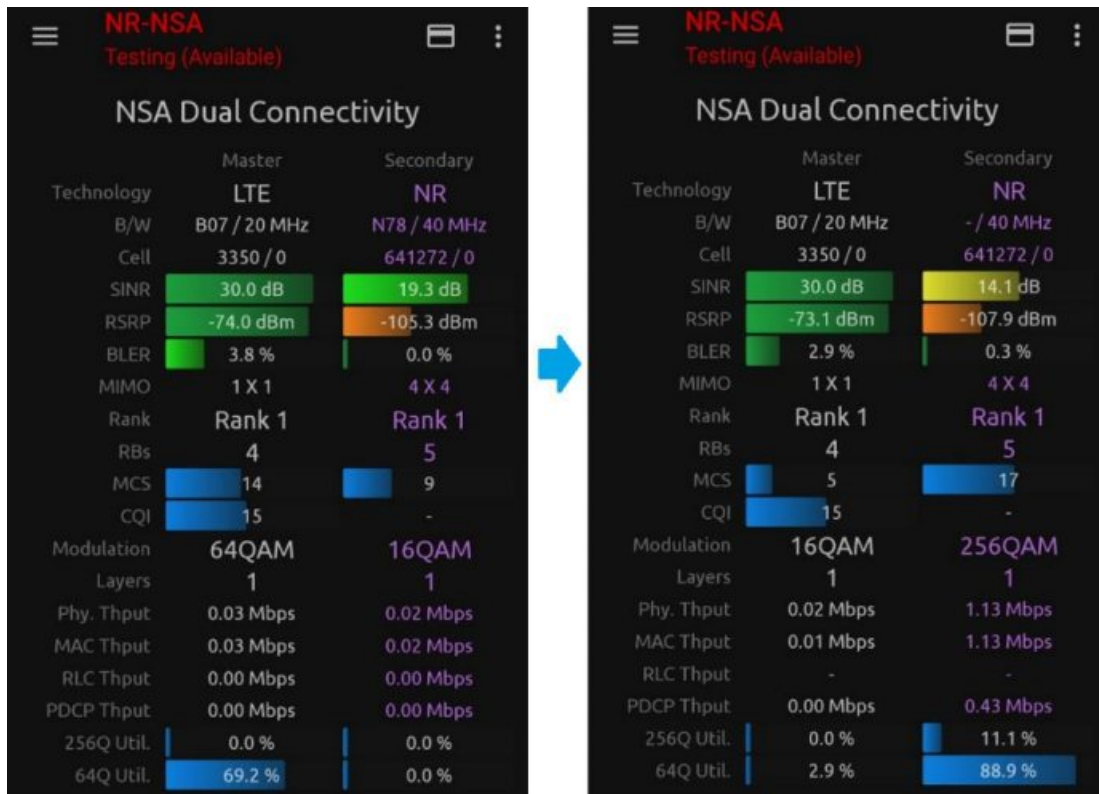 NR-NSA
Testing (Available)
NSA Dual Connectivity
Master Secondary
Technology LTE NR
B/W B07 / 20 MHz N78 / 40 MHz
Cell 3350 / 0 641272 / 0
SINR 30.0 dB 19.3 dB
RSRP -74.0 dBm -105.3 dBm
BLER 3.8 % 0.0 %
MIMO 1 X 1 4 X 4
Rank Rank 1 Rank 1
RBs 4 5
MCS 14 9
CQI 15 -
Modulation 64QAM 16QAM
Layers 1 1
Phy. Thput 0.03 Mbps 0.02 Mbps
MAC Thput 0.03 Mbps 0.02 Mbps
RLC Thput 0.00 Mbps 0.00 Mbps
PDCP Thput 0.00 Mbps 0.00 Mbps
256Q Util. 0.0 % 0.0 %
64Q Util. 69.2 % 0.0 %
NR-NSA
Testing (Available)
NSA Dual Connectivity
Master Secondary
Technology LTE NR
B/W B07 / 20 MHz - / 40 MHz
Cell 3350 / 0 641272 / 0
SINR 30.0 dB 14.1 dB
RSRP -73.1 dBm -107.9 dBm
BLER 2.9 % 0.3 %
MIMO 1 X 1 4 X 4
Rank Rank 1 Rank 1
RBs 4 5
MCS 5 17
CQI 15 -
Modulation 16QAM 256QAM
Layers 1 1
Phy. Thput 0.02 Mbps 1.13 Mbps
MAC Thput 0.01 Mbps 1.13 Mbps
RLC Thput - -
PDCP Thput 0.00 Mbps 0.43 Mbps
256Q Util. 0.0 % 11.1 %
64Q Util. 2.9 % 88.9 %